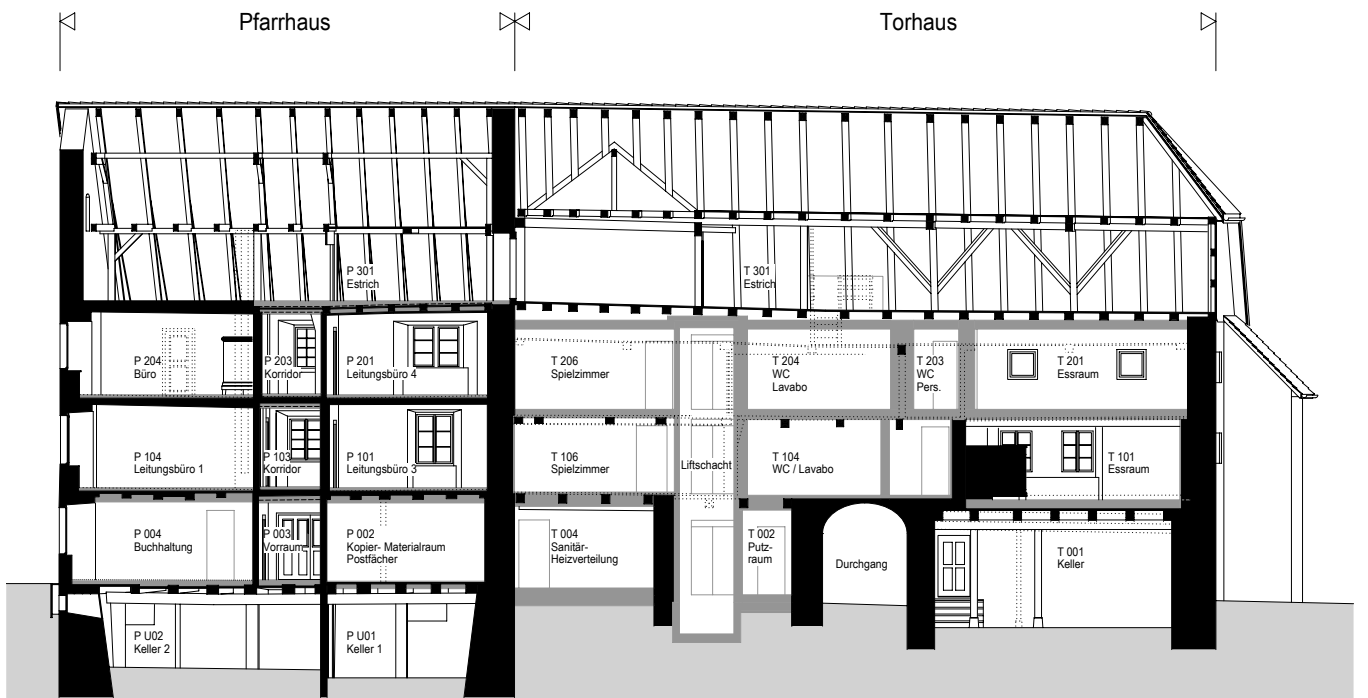 Pfarrhaus
Torhaus
P 301
Estrich
T 301
Estrich
P 204
Büro
P 203
Korridor
P 201
Leitungsbüro 4
T 206
Spielzimmer
T 204
WC
Lavabo
T 203
WC
Pers.
T 201
Essraum
P 104
Leitungsbüro 1
P 103
Korridor
P 101
Leitungsbüro 3
T 106
Spielzimmer
Liftschacht
T 104
WC / Lavabo
T 101
Essraum
P 004
Buchhaltung
P 003
Vorraum
P 002
Kopier- Materialraum
Postfächer
T 004
Sanitär-
Heizverteilung
T 002
Putz-
raum
Durchgang
T 001
Keller
P U02
Keller 2
P U01
Keller 1